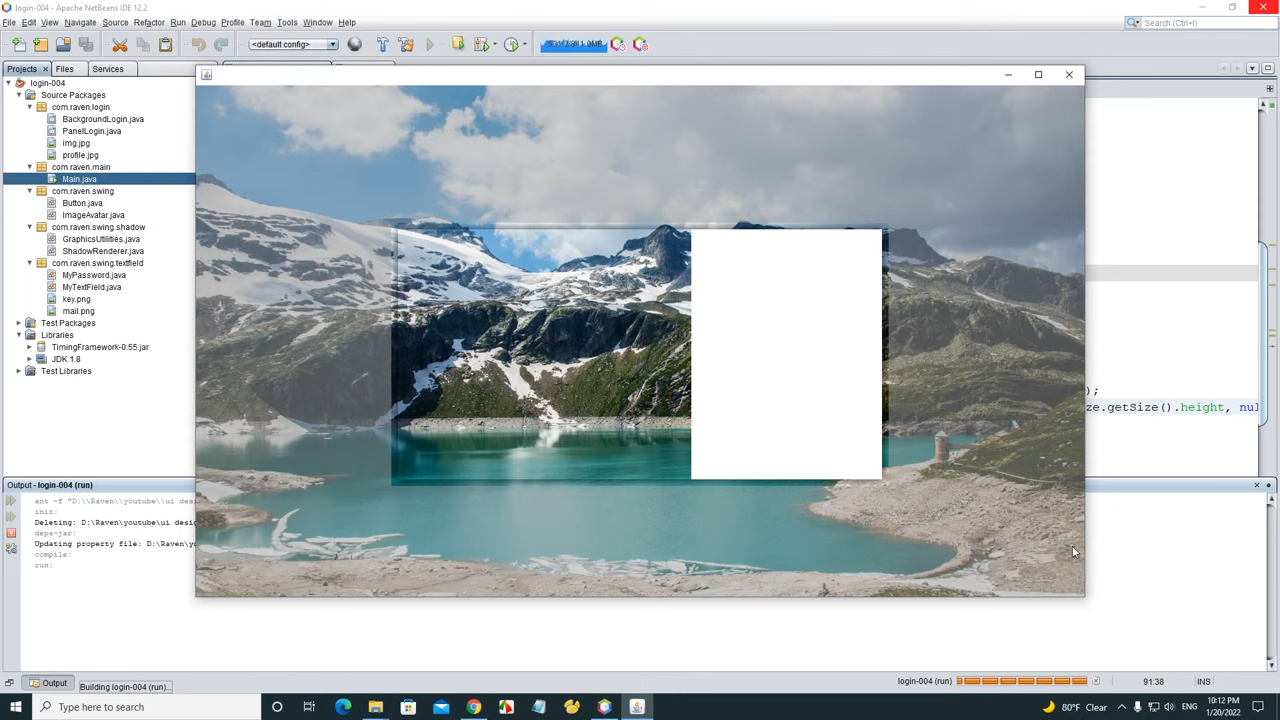 login-004 - Apache NetBeans IDE 12.2
File Edit View Navigate Source Refactor Run Debug Profile Team Tools Window Help
Search (Ctrl+I)
<default config>
Projects Files Services
login-004
Source Packages
com.raven.login
BackgroundLogin.java
PanelLogin.java
img.jpg
profile.jpg
com.raven.main
Main.java
com.raven.swing
Button.java
ImageAvatar.java
com.raven.swing.shadow
GraphicsUtilities.java
ShadowRenderer.java
com.raven.swing.textfield
MyPassword.java
MyTextField.java
key.png
mail.png
Test Packages
Libraries
TimingFramework-0.55.jar
JDK 1.8
Test Libraries
);
ze.getSize().height, nul
Output - login-004 (run)
ant -f "D:\\Raven\\youtube\\ui desi
init:
Deleting: D:\Raven\youtube\ui desig
deps-jar:
Updating property file: D:\Raven\yo
compile:
run:
Output
Building login-004 (run)...
login-004 (run)
91:38
INS
Type here to search
80°F Clear
ENG
10:12 PM
1/20/2022